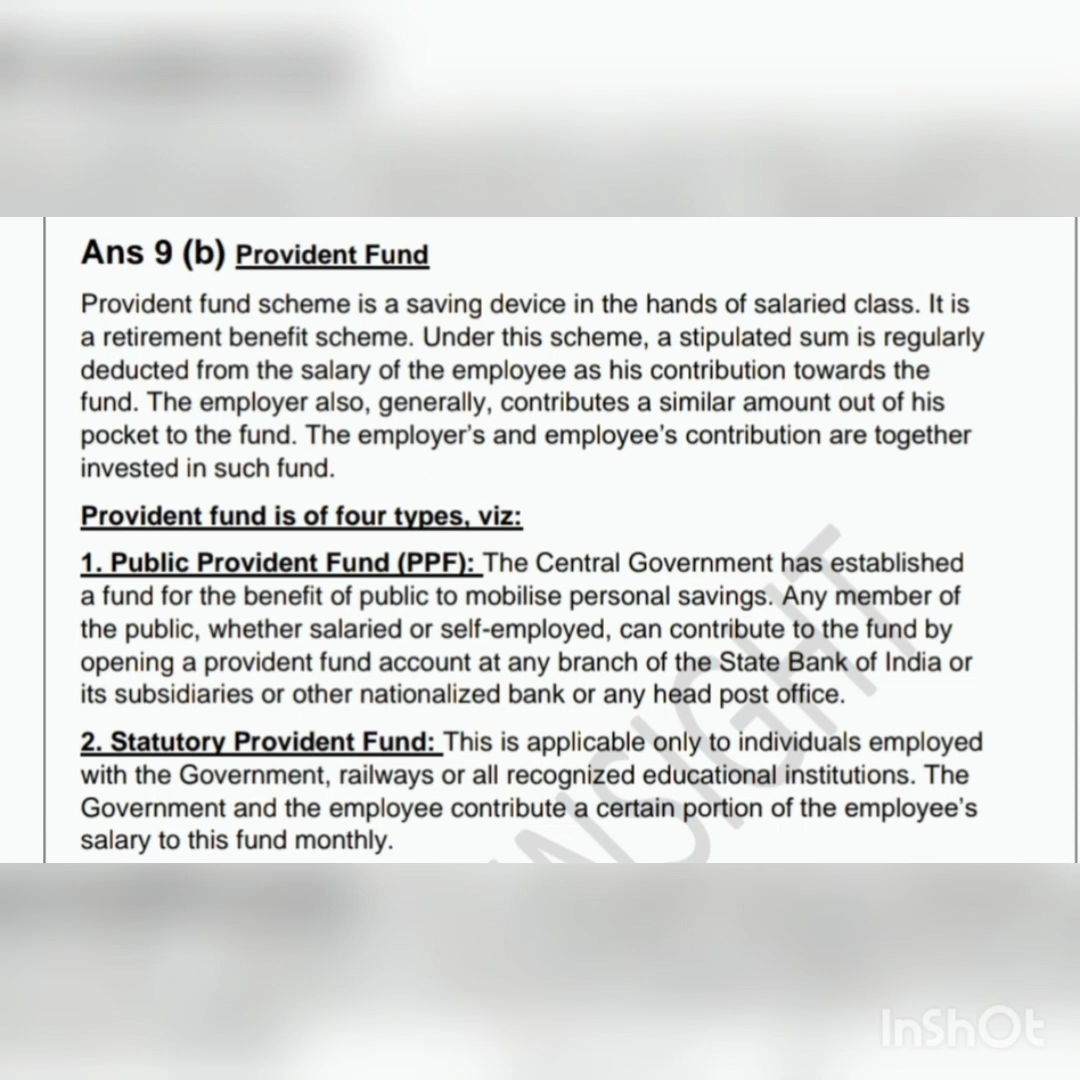 Ans 9 (b) Provident Fund
Provident fund scheme is a saving device in the hands of salaried class. It is
a retirement benefit scheme. Under this scheme, a stipulated sum is regularly
deducted from the salary of the employee as his contribution towards the
fund. The employer also, generally, contributes a similar amount out of his
pocket to the fund. The employer's and employee's contribution are together
invested in such fund.
Provident fund is of four types, viz:
1. Public Provident Fund (PPF): The Central Government has established
a fund for the benefit of public to mobilise personal savings. Any member of
the public, whether salaried or self-employed, can contribute to the fund by
opening a provident fund account at any branch of the State Bank of India or
its subsidiaries or other nationalized bank or any head post office.
2. Statutory Provident Fund: This is applicable only to individuals employed
with the Government, railways or all recognized educational institutions. The
Government and the employee contribute a certain portion of the employee's
salary to this fund monthly.
INSIGHT
InShOt